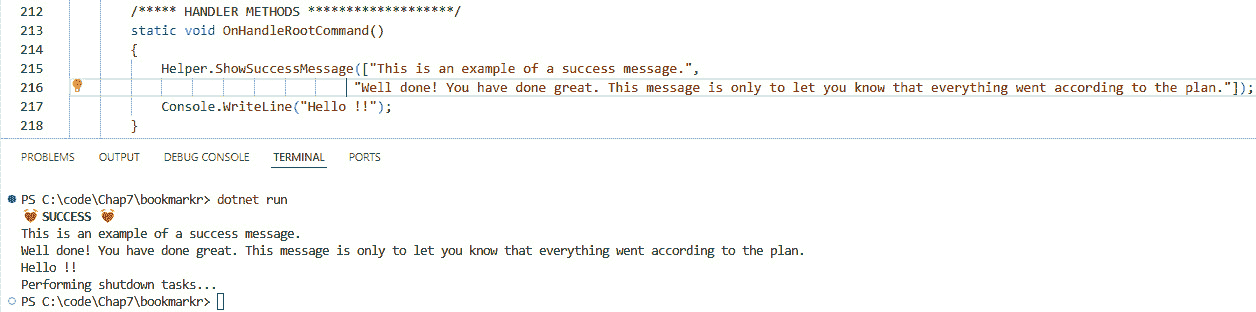 212 /***** HANDLER METHODS *******************/
213 static void OnHandleRootCommand()
214 {
215 Helper.ShowSuccessMessage(["This is an example of a success message.",
216 "Well done! You have done great. This message is only to let you know that everything went according to the plan."]);
217 Console.WriteLine("Hello !!");
218 }
PROBLEMS OUTPUT DEBUG CONSOLE TERMINAL PORTS
PS C:\code\Chap7\bookmarkr> dotnet run
SUCCESS
This is an example of a success message.
Well done! You have done great. This message is only to let you know that everything went according to the plan.
Hello !!
Performing shutdown tasks...
PS C:\code\Chap7\bookmarkr>